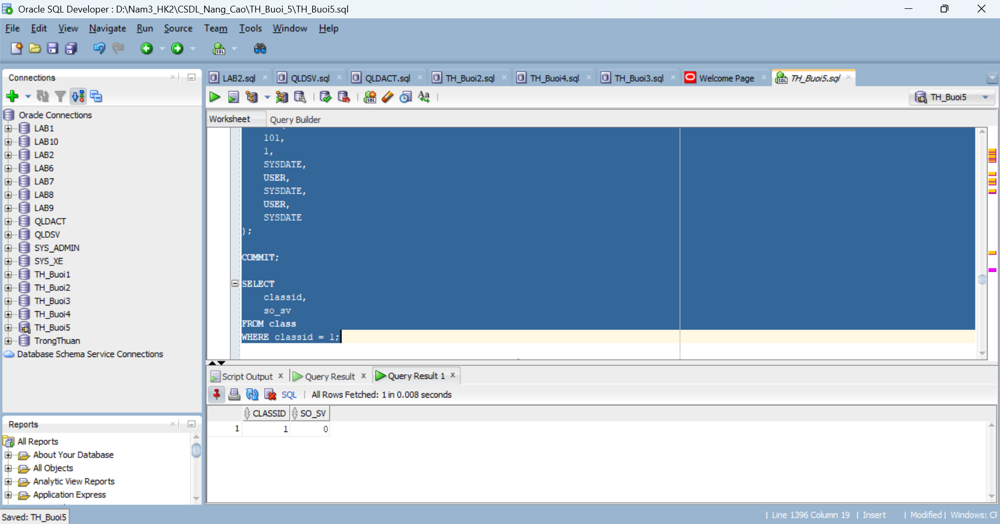 Oracle SQL Developer : D:\Nam3_HK2\CSDL_Nang_Cao\TH_Buoi_5\TH_Buoi5.sql
File Edit View Navigate Run Source Team Tools Window Help
Connections
Oracle Connections
LAB1
LAB10
LAB2
LAB6
LAB7
LAB8
LAB9
QLDACT
QLDSV
SYS_ADMIN
SYS_XE
TH_Buoi1
TH_Buoi2
TH_Buoi3
TH_Buoi4
TH_Buoi5
TrongThuan
Database Schema Service Connections
Reports
All Reports
About Your Database
All Objects
Analytic View Reports
Application Express
LAB2.sql QLDSV.sql QLDACT.sql TH_Buoi2.sql TH_Buoi4.sql TH_Buoi3.sql Welcome Page TH_Buoi5.sql
TH_Buoi5
Worksheet Query Builder
101,
1,
SYSDATE,
USER,
SYSDATE,
USER,
SYSDATE
);
COMMIT;
SELECT
classid,
so_sv
FROM class
WHERE classid = 1;
Script Output Query Result Query Result 1
SQL All Rows Fetched: 1 in 0.008 seconds
CLASSID SO_SV
1 1 0
Saved: TH_Buoi5
Line 1396 Column 19 | Insert | Modified | Windows: